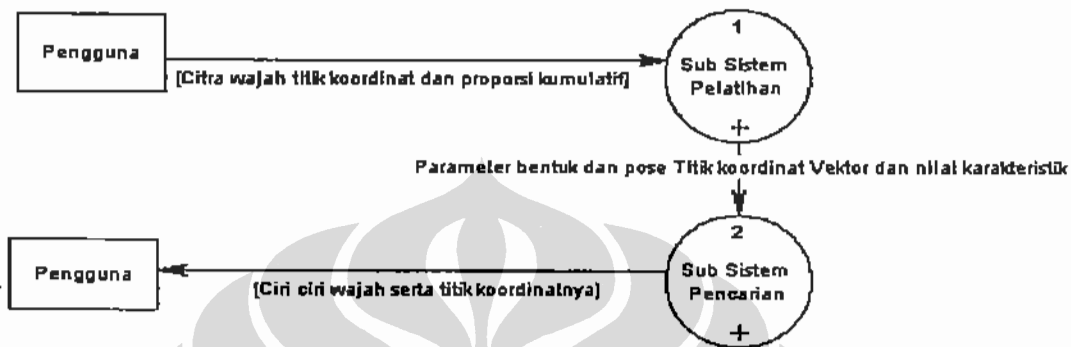 Pengguna
1
Sub Sistem
Pelatihan
+
[Citra wajah titik koordinat dan proporsi kumulatif]
Parameter bentuk dan pose Titik koordinat Vektor dan nilai karakteristik
Pengguna
2
Sub Sistem
Pencarian
+
[Ciri ciri wajah serta titik koordinatnya]